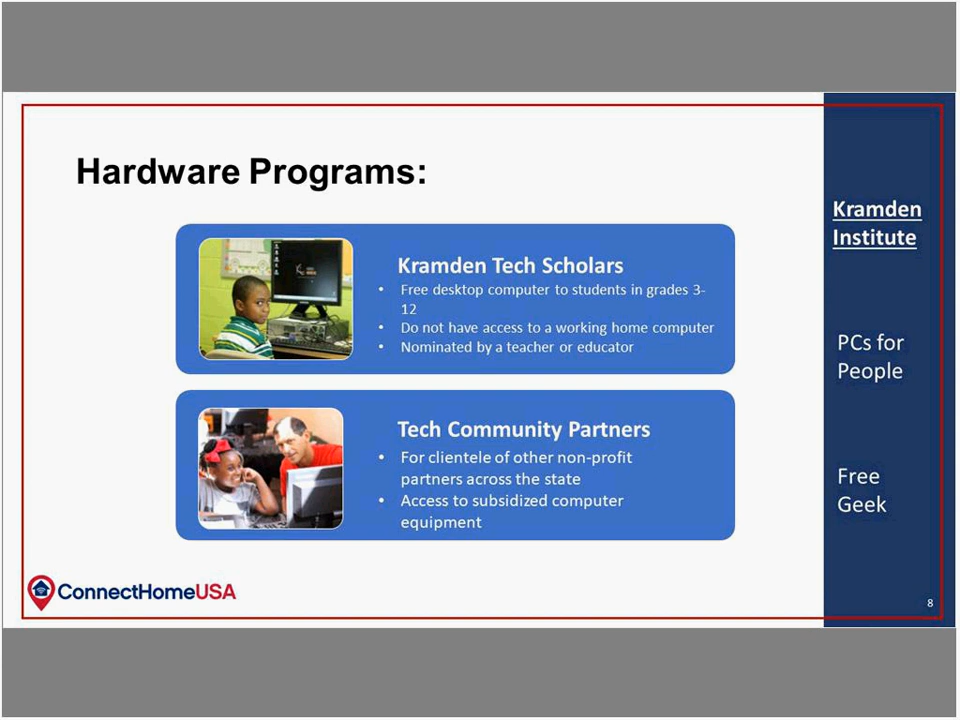 Hardware Programs:
Kramden Tech Scholars
• Free desktop computer to students in grades 3-
12
• Do not have access to a working home computer
• Nominated by a teacher or educator
Tech Community Partners
• For clientele of other non-profit
partners across the state
• Access to subsidized computer
equipment
Kramden
Institute
PCs for
People
Free
Geek
ConnectHomeUSA
8